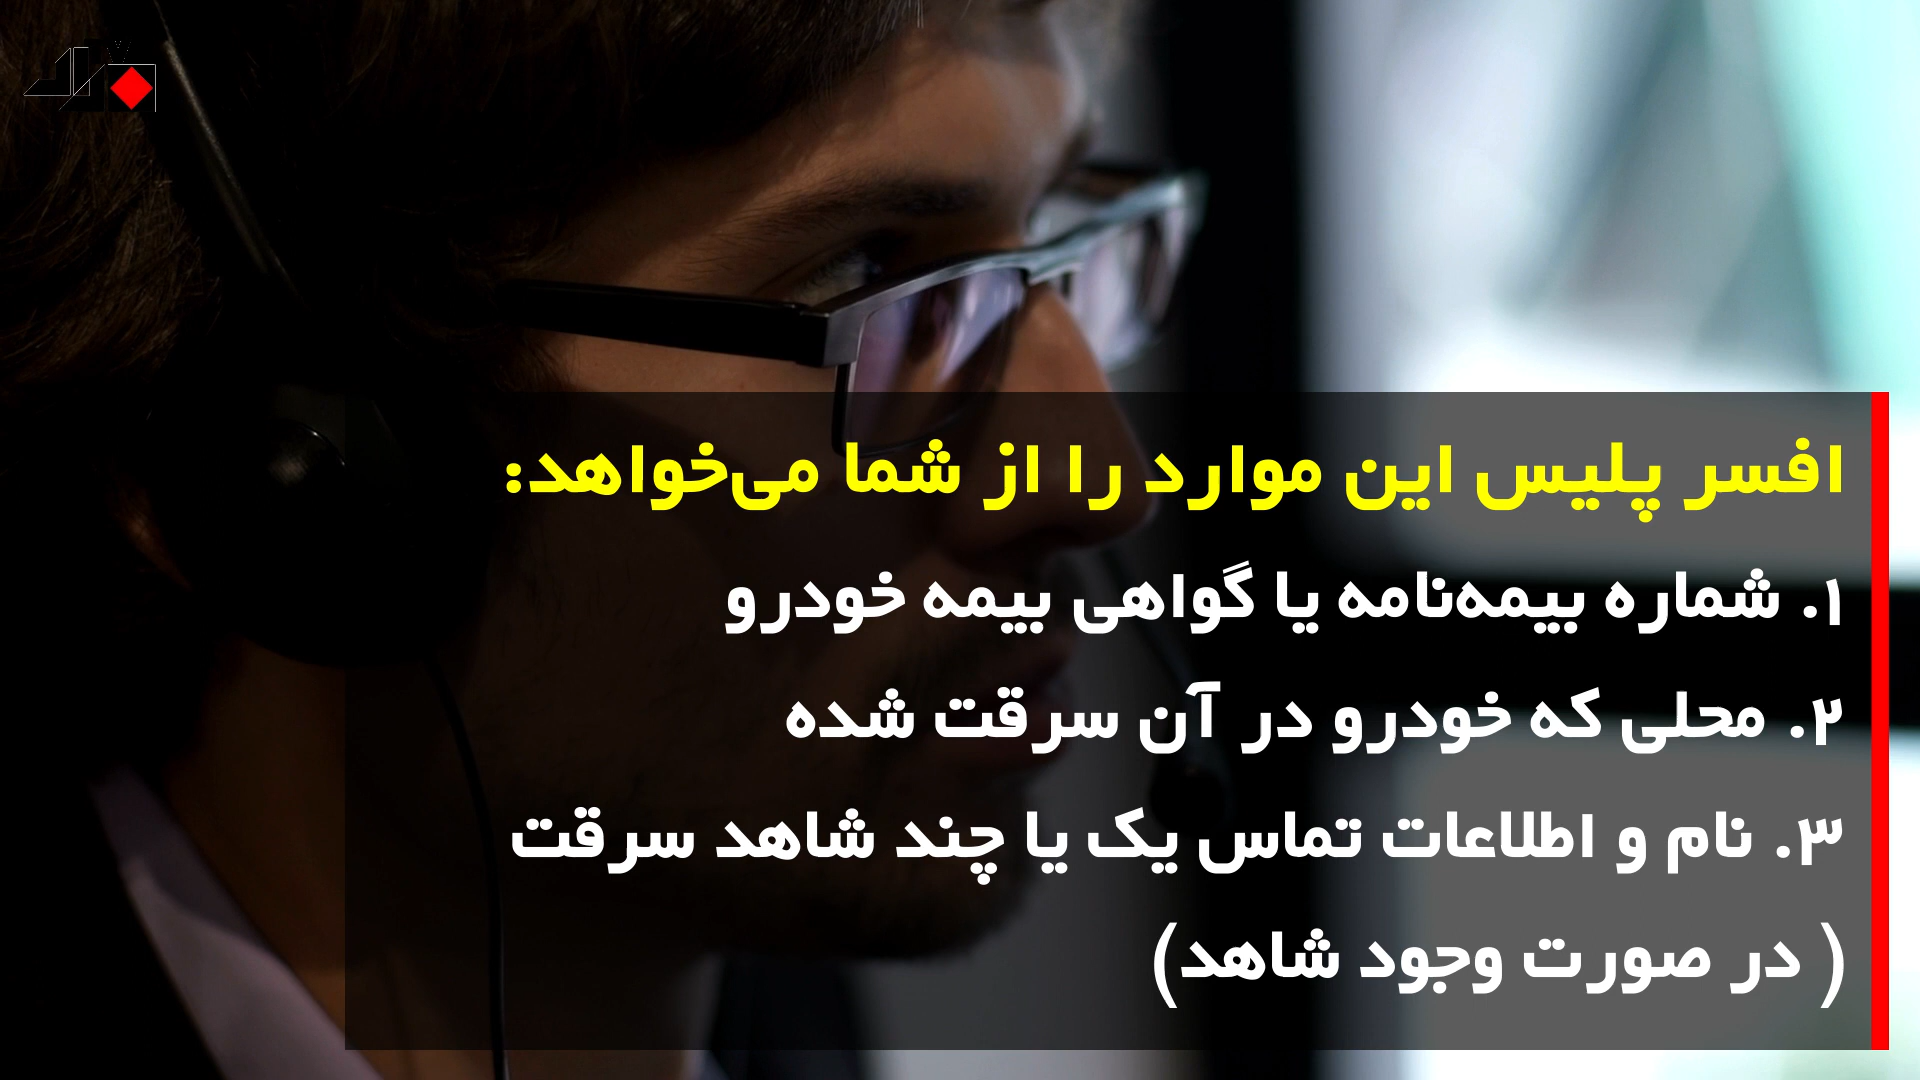 افسر پلیس این موارد را از شما می‌خواهد:
۱. شماره بیمه‌نامه یا گواهی بیمه خودرو
۲. محلی که خودرو در آن سرقت شده
۳. نام و اطلاعات تماس یک یا چند شاهد سرقت
( در صورت وجود شاهد)